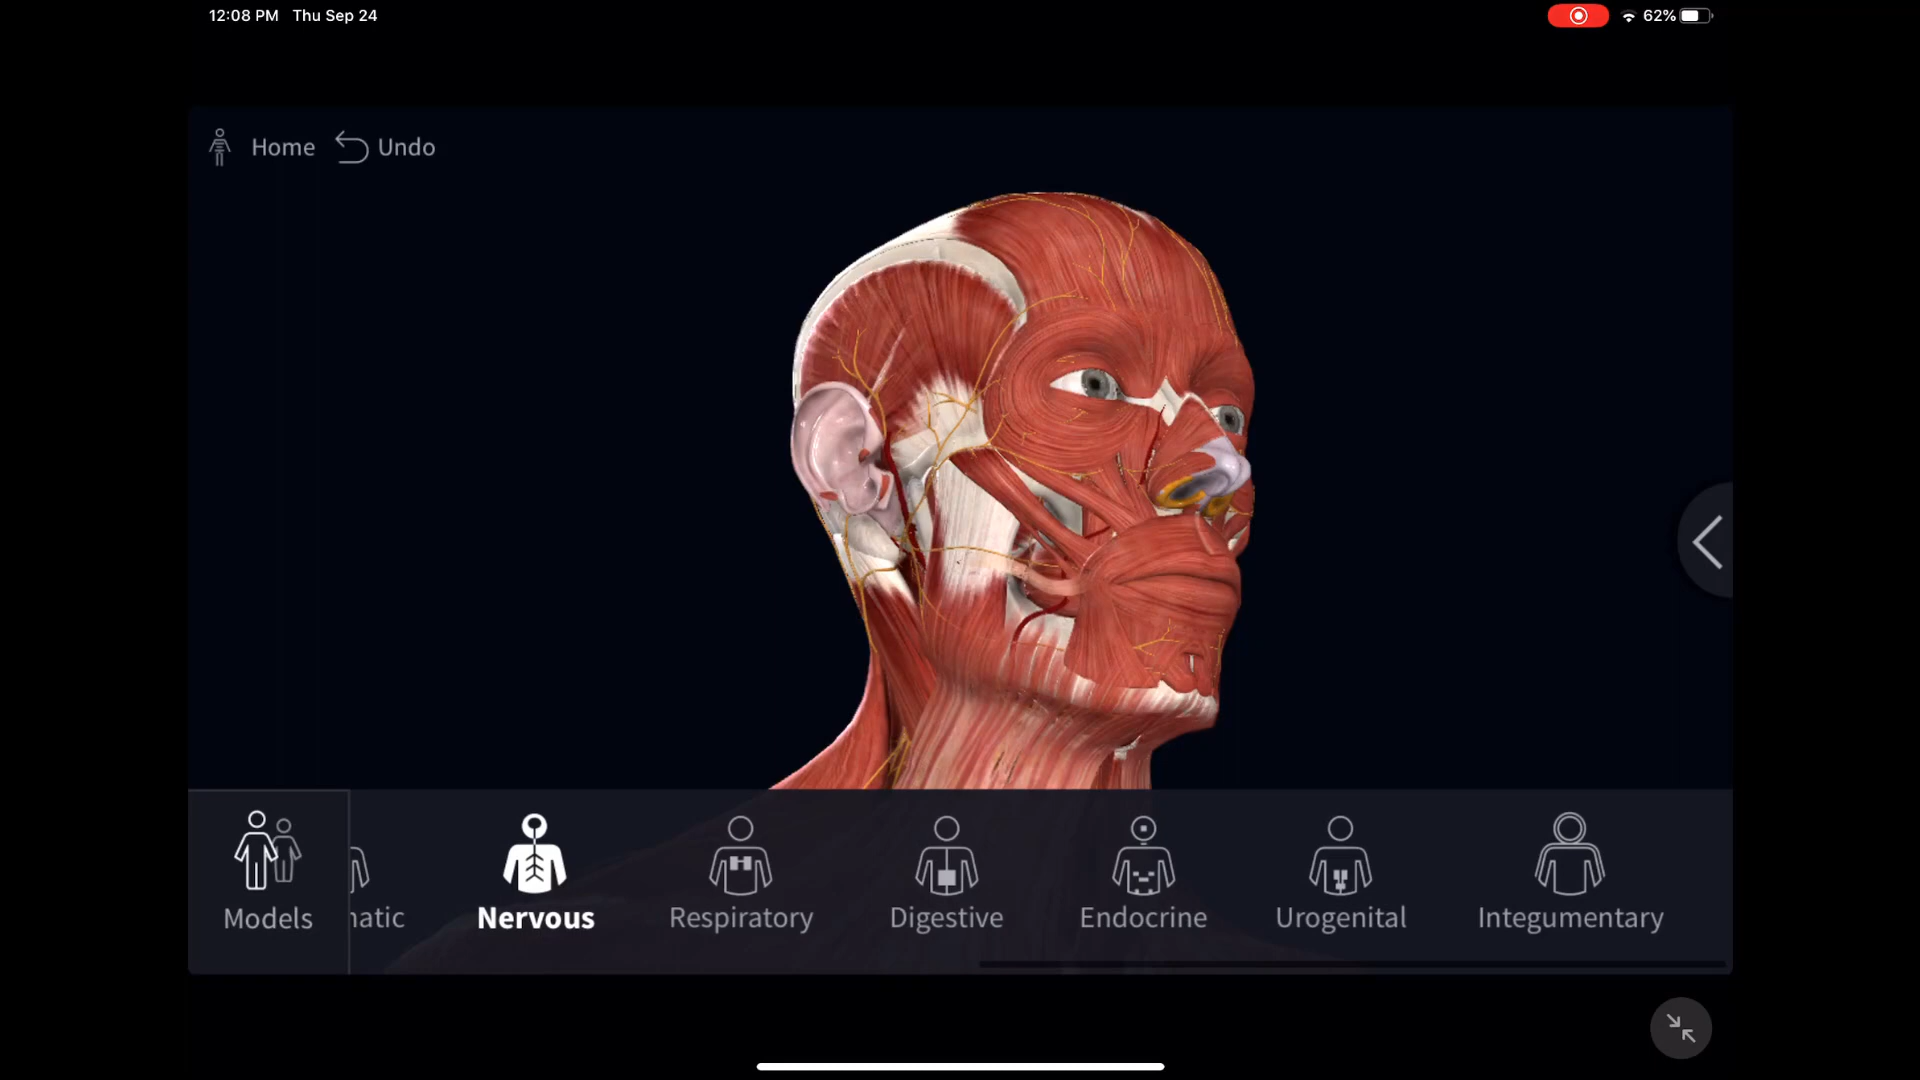 12:08 PM Thu Sep 24
62%
Home Undo
Models
natic
Nervous
Respiratory
Digestive
Endocrine
Urogenital
Integumentary